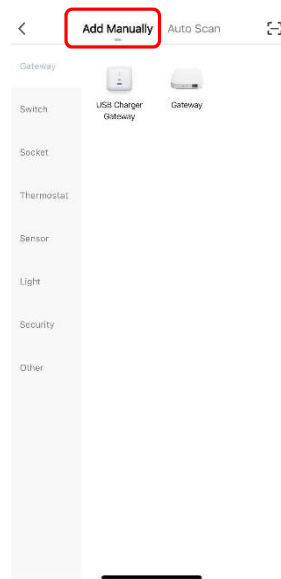 Add Manually Auto Scan
Gateway
USB Charger
Gateway
Gateway
Switch
Socket
Thermostat
Sensor
Light
Security
Other